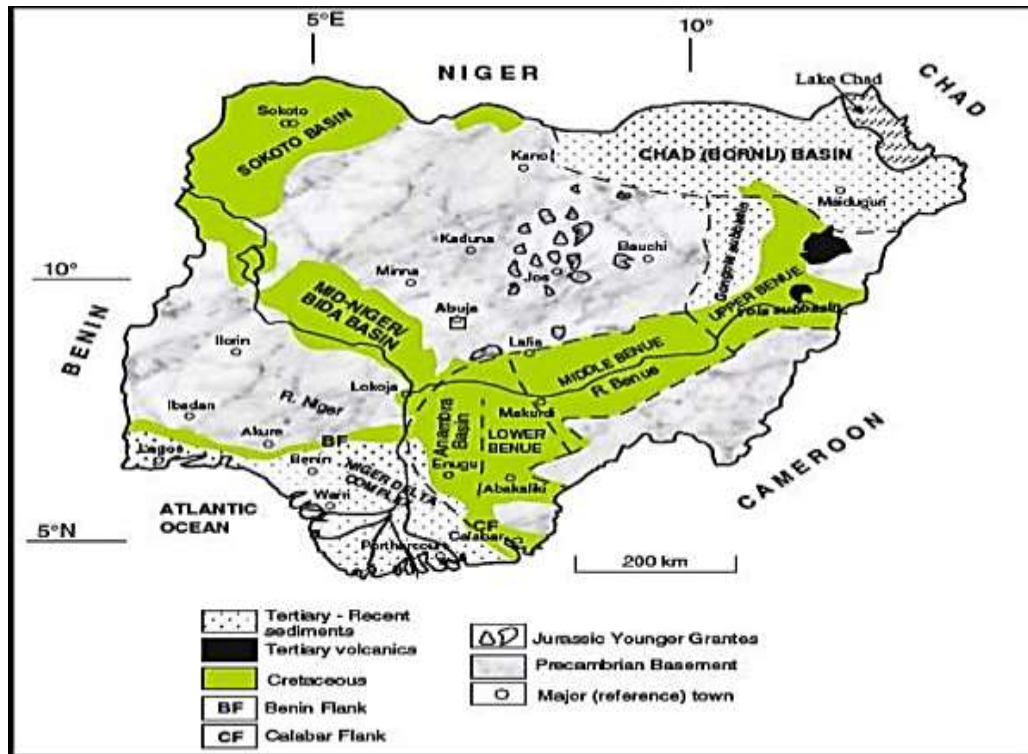 5°E
10°
NIGER
CHAD
Lake Chad
Sokoto
SOKOTO BASIN
Kano
CHAD (BORNU) BASIN
Maiduguri
Kaduna
Bauchi
Gongola subbasin
Minna
Jos
10°
MID-NIGER/
BIDA BASIN
Abuja
UPPER BENUE
Yola subbasin
BENIN
Ilorin
Lafia
MIDDLE BENUE
R. Benue
Lokoja
R. Niger
Ibadan
Makurdi
Anambra
Basin
LOWER
BENUE
Akure
BF
Lagos
Benin
Enugu
NIGER DELTA
COMPLEX
Abakaliki
CAMEROON
Warri
ATLANTIC
OCEAN
CF
Calabar
5°N
Portharcourt
200 km
Tertiary - Recent
sediments
Tertiary volcanics
Cretaceous
BF Benin Flank
CF Calabar Flank
Jurassic Younger Grantes
Precambrian Basement
Major (reference) town